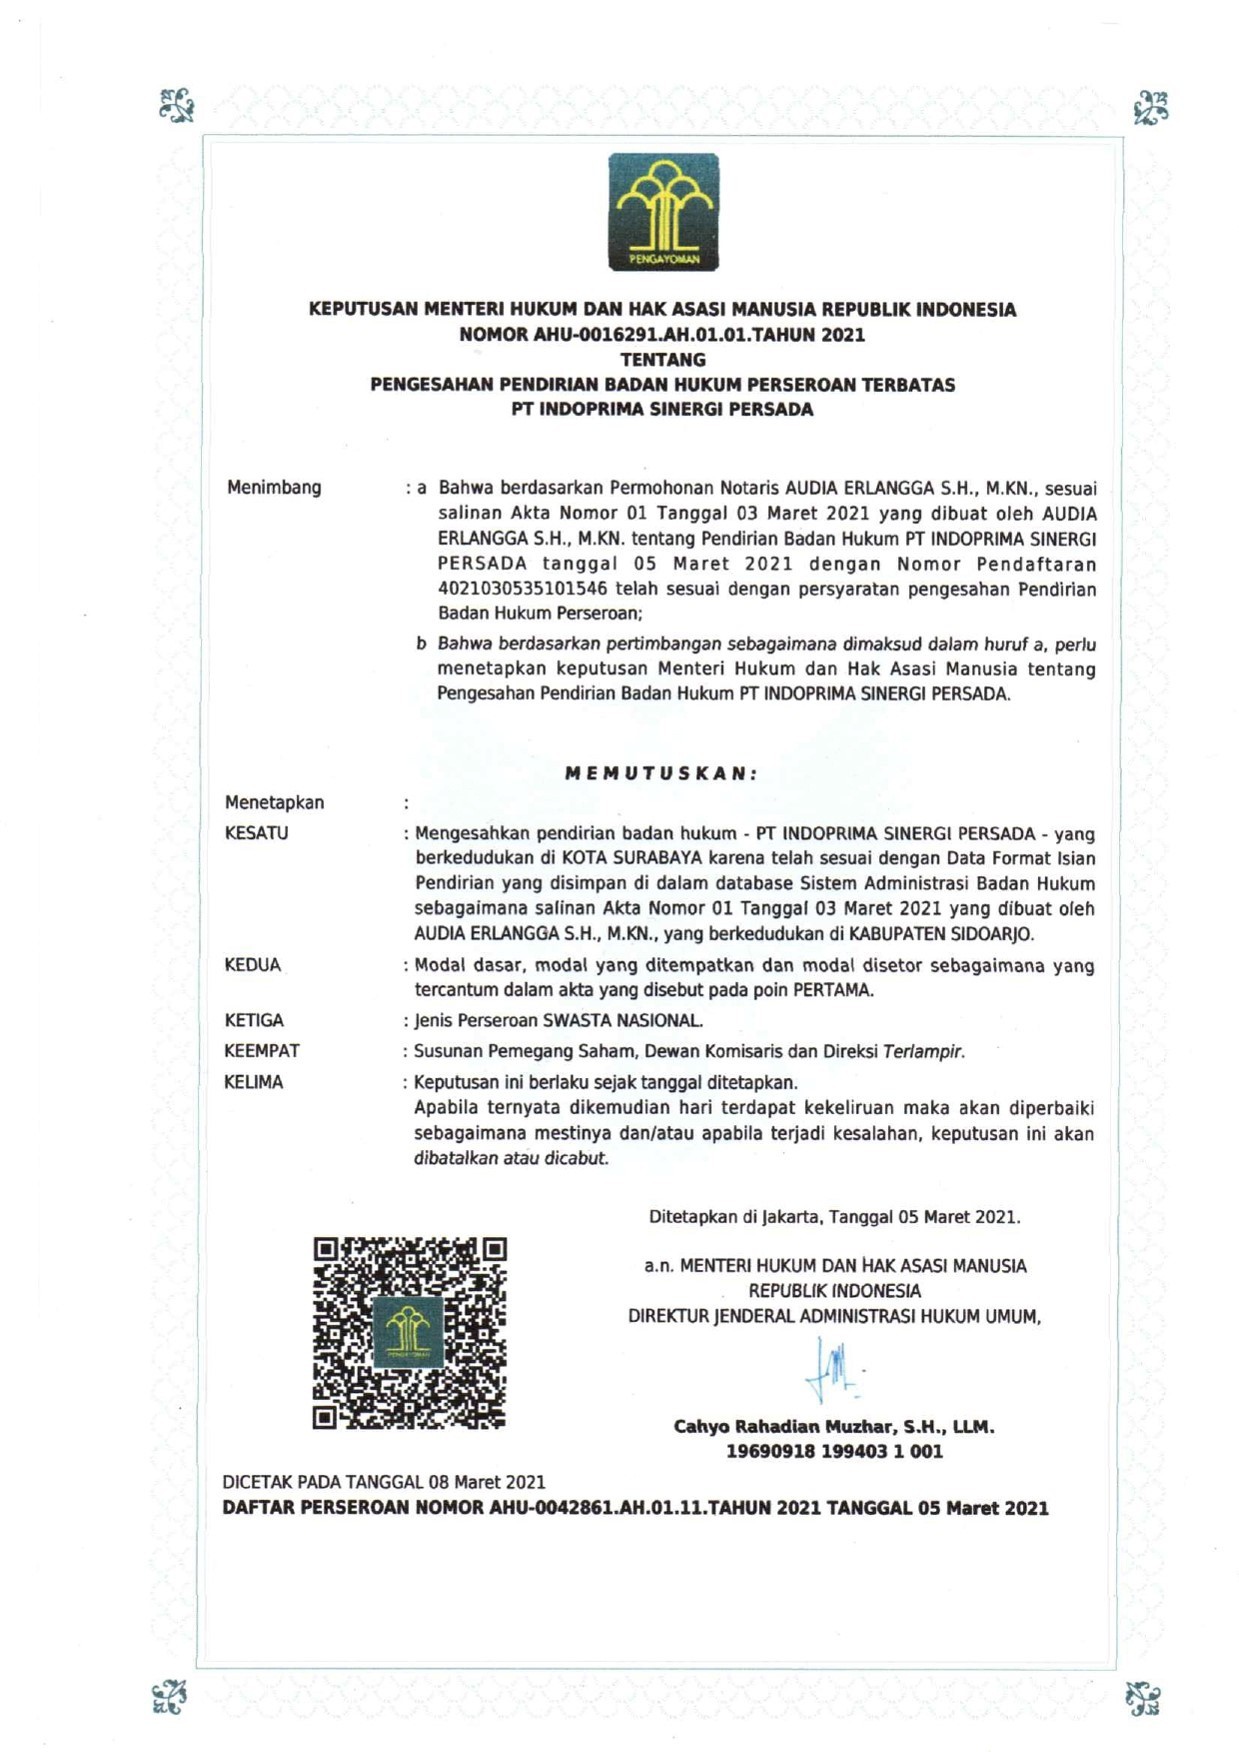 PENGAYOMAN
KEPUTUSAN MENTERI HUKUM DAN HAK ASASI MANUSIA REPUBLIK INDONESIA
NOMOR AHU-0016291.AH.01.01.TAHUN 2021
TENTANG
PENGESAHAN PENDIRIAN BADAN HUKUM PERSEROAN TERBATAS
PT INDOPRIMA SINERGI PERSADA
Menimbang : a Bahwa berdasarkan Permohonan Notaris AUDIA ERLANGGA S.H., M.KN., sesuai
salinan Akta Nomor 01 Tanggal 03 Maret 2021 yang dibuat oleh AUDIA
ERLANGGA S.H., M.KN. tentang Pendirian Badan Hukum PT INDOPRIMA SINERGI
PERSADA tanggal 05 Maret 2021 dengan Nomor Pendaftaran
4021030535101546 telah sesuai dengan persyaratan pengesahan Pendirian
Badan Hukum Perseroan;
b Bahwa berdasarkan pertimbangan sebagaimana dimaksud dalam huruf a, perlu
menetapkan keputusan Menteri Hukum dan Hak Asasi Manusia tentang
Pengesahan Pendirian Badan Hukum PT INDOPRIMA SINERGI PERSADA.
MEMUTUSKAN:
Menetapkan :
KESATU : Mengesahkan pendirian badan hukum - PT INDOPRIMA SINERGI PERSADA - yang
berkedudukan di KOTA SURABAYA karena telah sesuai dengan Data Format Isian
Pendirian yang disimpan di dalam database Sistem Administrasi Badan Hukum
sebagaimana salinan Akta Nomor 01 Tanggal 03 Maret 2021 yang dibuat oleh
AUDIA ERLANGGA S.H., M.KN., yang berkedudukan di KABUPATEN SIDOARJO.
KEDUA : Modal dasar, modal yang ditempatkan dan modal disetor sebagaimana yang
tercantum dalam akta yang disebut pada poin PERTAMA.
KETIGA : Jenis Perseroan SWASTA NASIONAL.
KEEMPAT : Susunan Pemegang Saham, Dewan Komisaris dan Direksi Terlampir.
KELIMA : Keputusan ini berlaku sejak tanggal ditetapkan.
Apabila ternyata dikemudian hari terdapat kekeliruan maka akan diperbaiki
sebagaimana mestinya dan/atau apabila terjadi kesalahan, keputusan ini akan
dibatalkan atau dicabut.
Ditetapkan di Jakarta, Tanggal 05 Maret 2021.
a.n. MENTERI HUKUM DAN HAK ASASI MANUSIA
REPUBLIK INDONESIA
DIREKTUR JENDERAL ADMINISTRASI HUKUM UMUM,
PENGAYOMAN
Cahyo Rahadian Muzhar, S.H., LLM.
19690918 199403 1 001
DICETAK PADA TANGGAL 08 Maret 2021
DAFTAR PERSEROAN NOMOR AHU-0042861.AH.01.11.TAHUN 2021 TANGGAL 05 Maret 2021